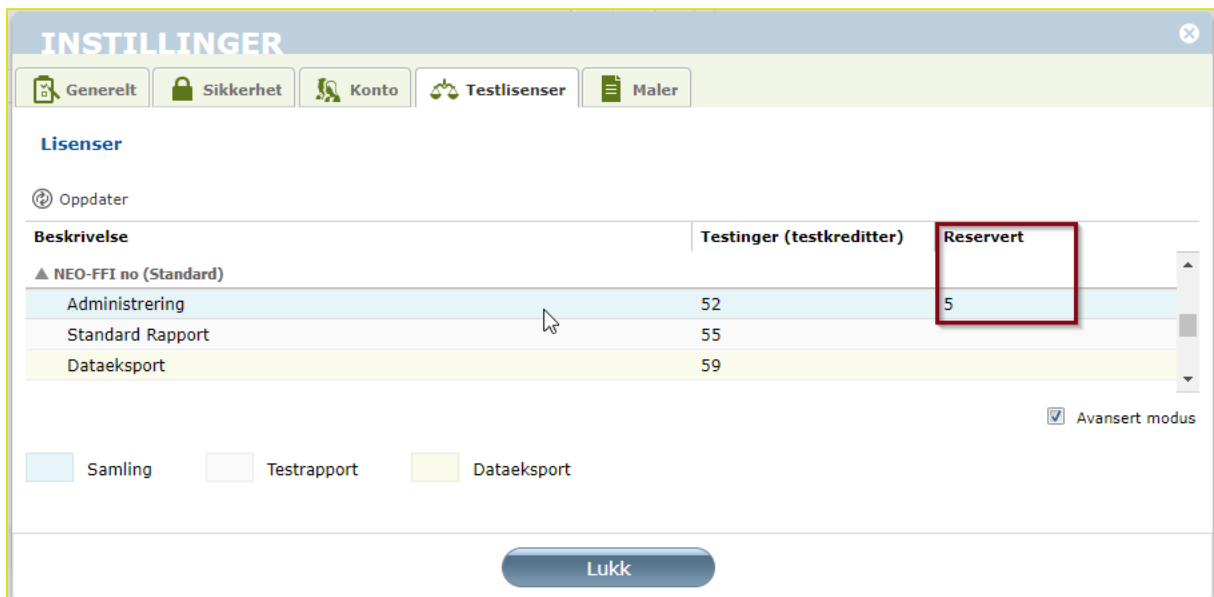 INSTILLINGER
Generelt Sikkerhet Konto Testlisenser Maler
Lisenser
Oppdater
Beskrivelse Testinger (testkreditter) Reservert
NEO-FFI no (Standard)
Administrering 52 5
Standard Rapport 55
Dataeksport 59
Avansert modus
Samling Testrapport Dataeksport
Lukk